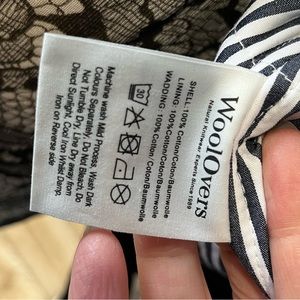 WoolOvers
Natural Knitwear Experts Since 1989
SHELL:100% Cotton/Coton/Baumwolle
LINING: 100% Cotton/Coton/Baumwolle
WADDING: 100% Cotton/Coton/Baumwolle
30
Machine wash Mild Process, Wash Dark
Colours Separately, Do Not Bleach, Do
Not Tumble Dry, Line Dry away from
Direct Sunlight, Cool Iron Whilst Damp,
Iron on Reverse side